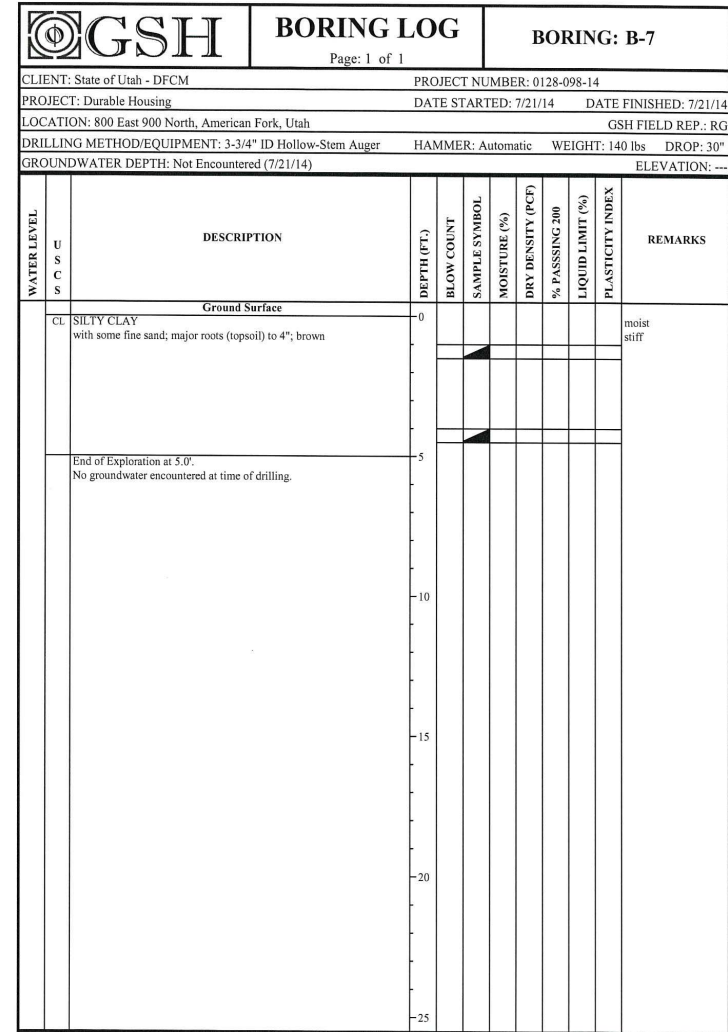 GSH
BORING LOG
Page: 1 of 1
BORING: B-7
CLIENT: State of Utah - DFCM
PROJECT NUMBER: 0128-098-14
PROJECT: Durable Housing
DATE STARTED: 7/21/14 DATE FINISHED: 7/21/14
LOCATION: 800 East 900 North, American Fork, Utah
GSH FIELD REP.: RG
DRILLING METHOD/EQUIPMENT: 3-3/4" ID Hollow-Stem Auger
HAMMER: Automatic WEIGHT: 140 lbs DROP: 30"
GROUNDWATER DEPTH: Not Encountered (7/21/14)
ELEVATION: ---
WATER LEVEL
U
S
C
S
DESCRIPTION
DEPTH (FT.)
BLOW COUNT
SAMPLE SYMBOL
MOISTURE (%)
DRY DENSITY (PCF)
% PASSSING 200
LIQUID LIMIT (%)
PLASTICITY INDEX
REMARKS
Ground Surface
0
CL SILTY CLAY
with some fine sand; major roots (topsoil) to 4"; brown
moist
stiff
5
End of Exploration at 5.0'.
No groundwater encountered at time of drilling.
10
15
20
25